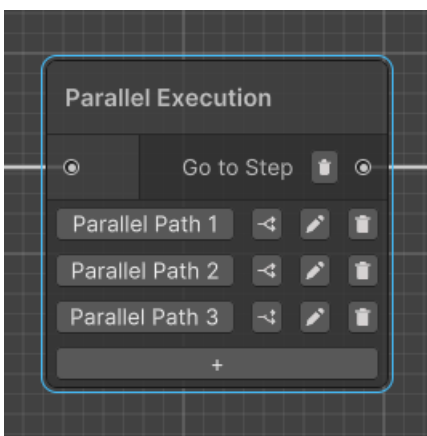 Parallel Execution
Go to Step
Parallel Path 1
Parallel Path 2
Parallel Path 3
+